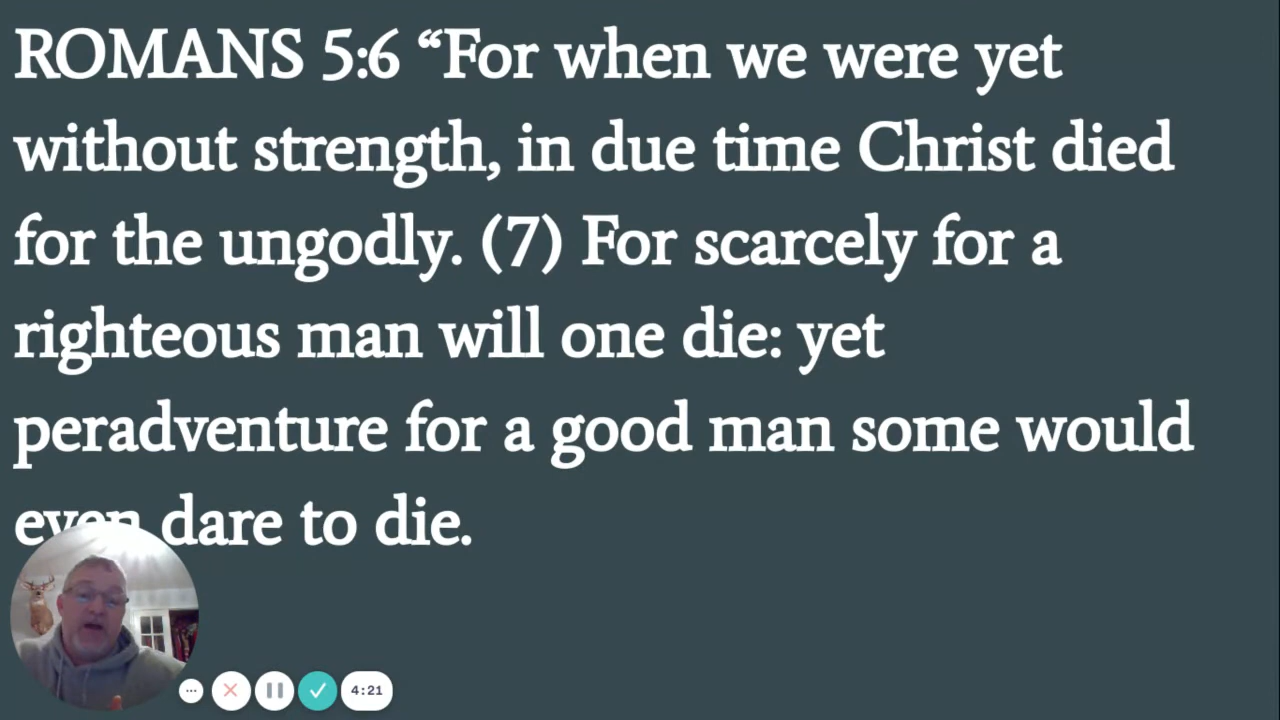 ROMANS 5:6 “For when we were yet
without strength, in due time Christ died
for the ungodly. (7) For scarcely for a
righteous man will one die: yet
peradventure for a good man some would
even dare to die.
4:21